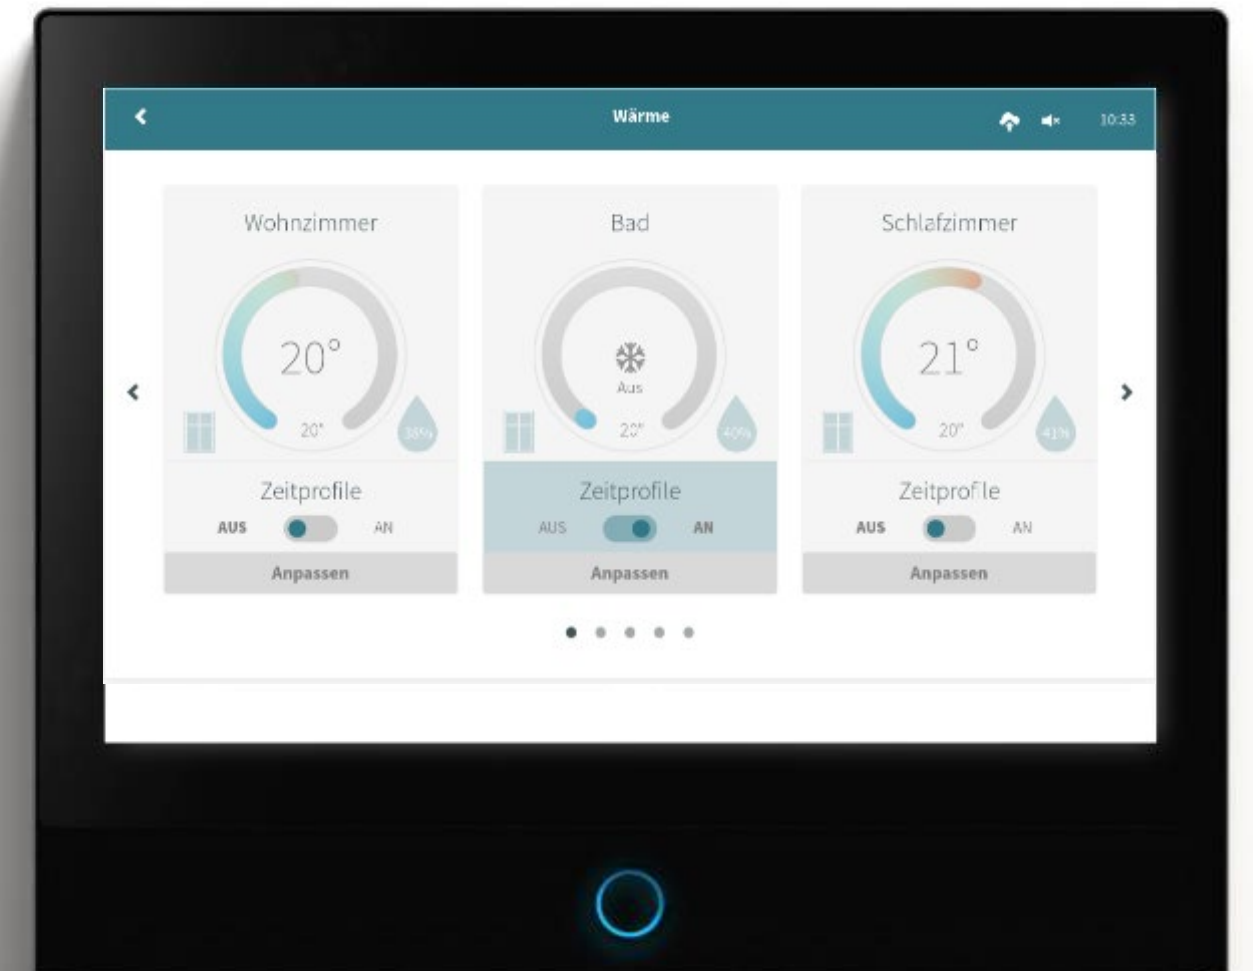 Wärme
10:33
Wohnzimmer
20°
20°
38%
Zeitprofile
AUS AN
Anpassen
Bad
Aus
20°
40%
Zeitprofile
AUS AN
Anpassen
Schlafzimmer
21°
20°
41%
Zeitprofile
AUS AN
Anpassen